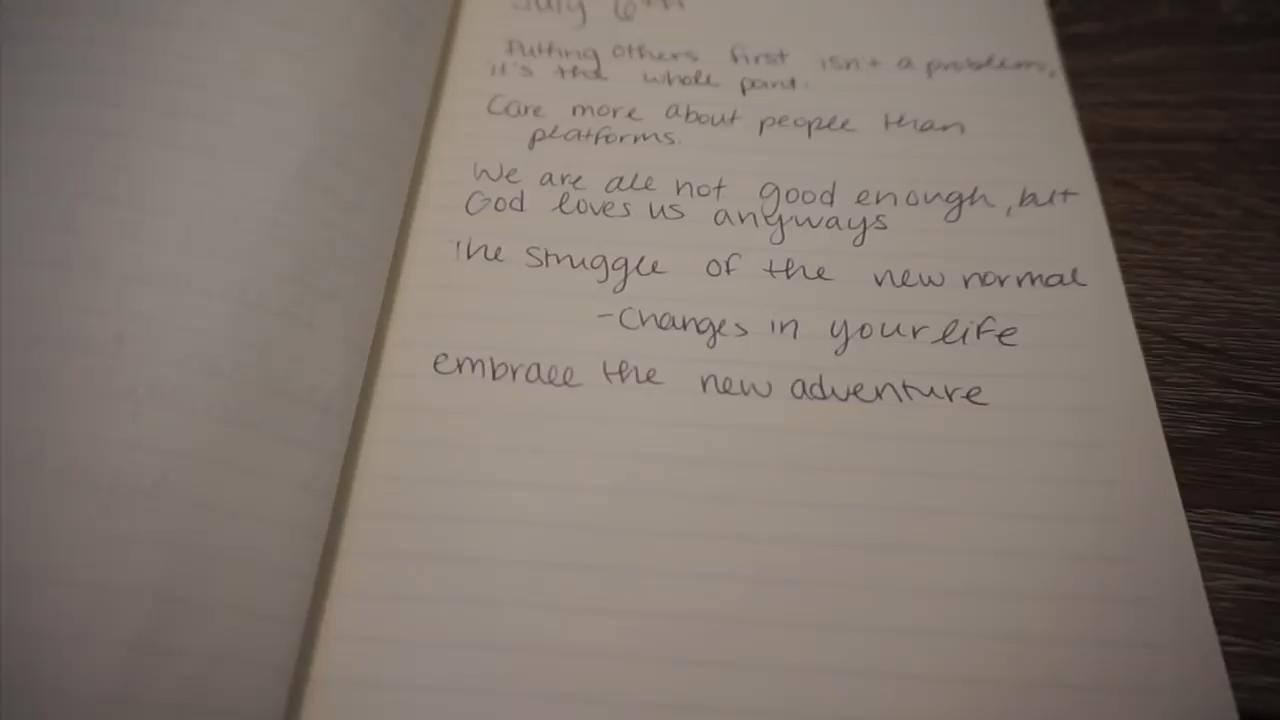 July 6th
Putting others first isn't a problem,
it's the whole point.
Care more about people than
platforms.
We are all not good enough, but
God loves us anyways
The struggle of the new normal
- Changes in your life
embrace the new adventure